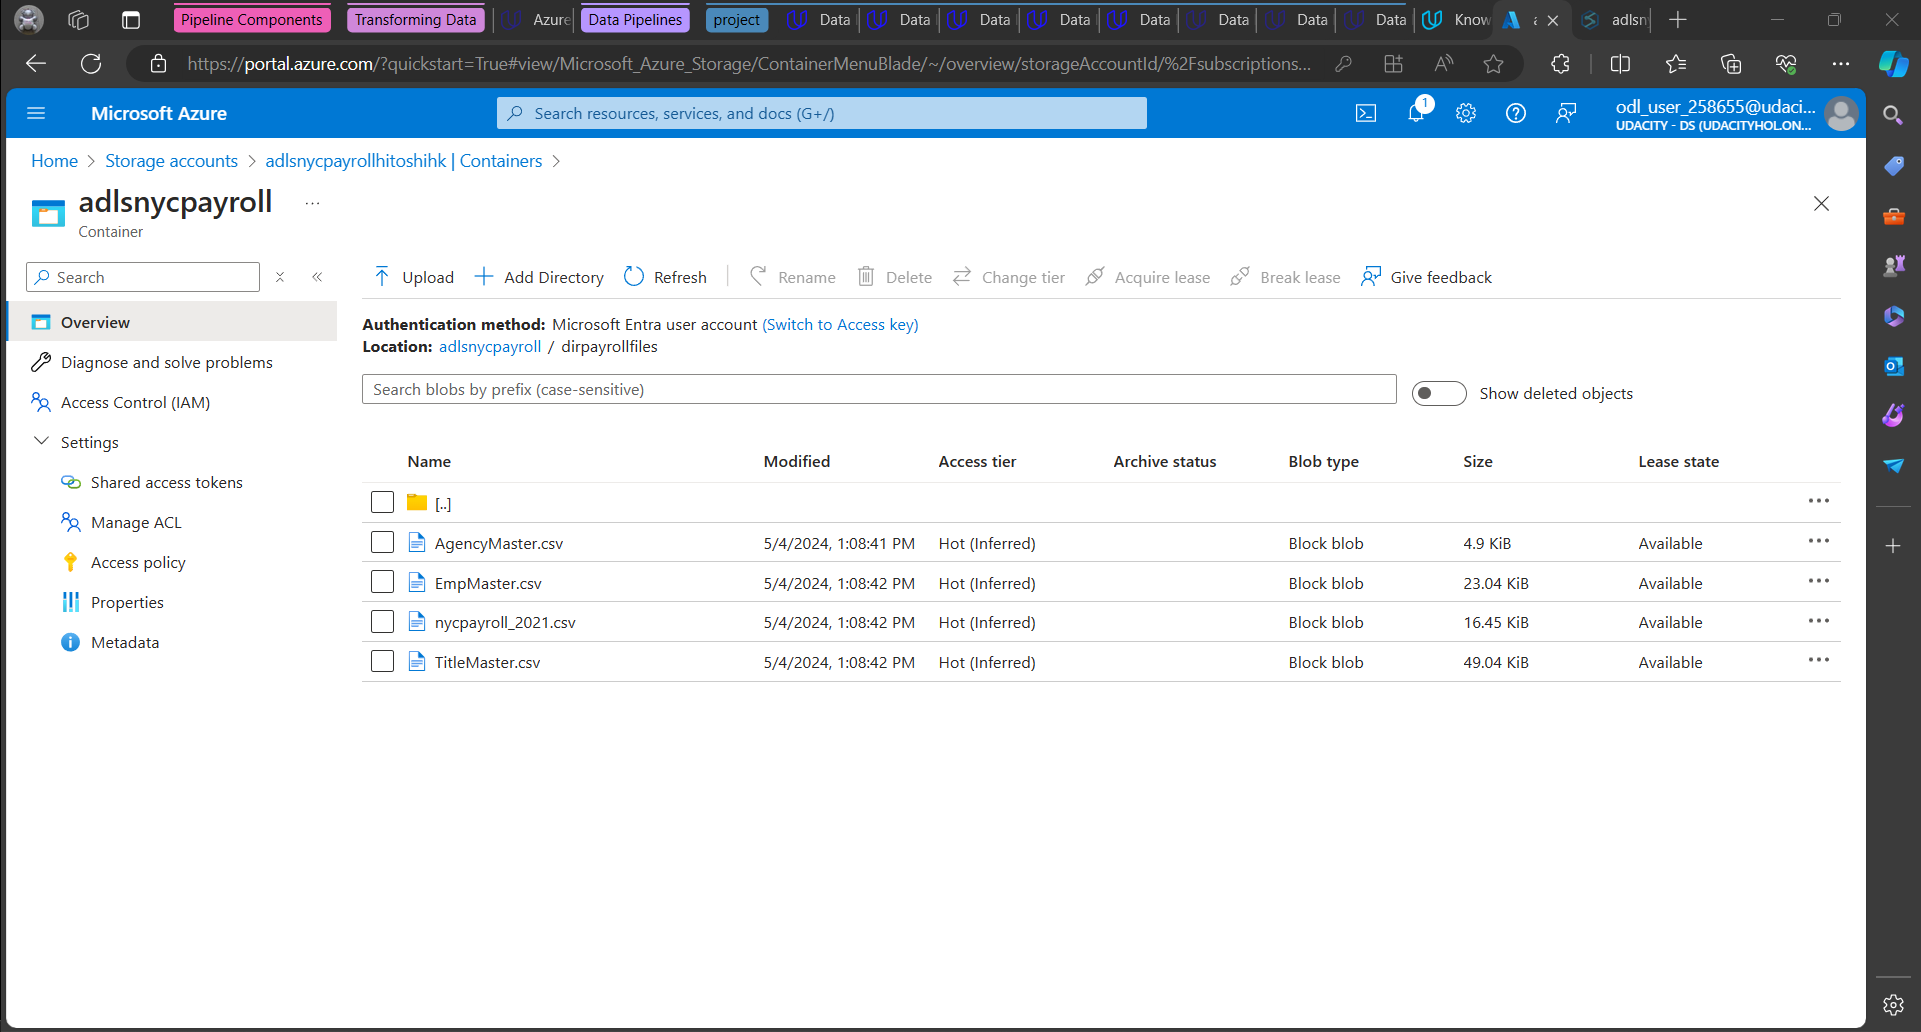 Pipeline Components Transforming Data Azure Data Pipelines project Data Data Data Data Data Data Data Data Know adlsn
https://portal.azure.com/?quickstart=True#view/Microsoft_Azure_Storage/ContainerMenuBlade/~/overview/storageAccountId/%2Fsubscriptions...
Microsoft Azure
Search resources, services, and docs (G+/)
1
odl_user_258655@udaci...
UDACITY - DS (UDACITYHOL.ON...
Home > Storage accounts > adlsnycpayrollhitoshihk | Containers >
adlsnycpayroll ...
Container
Search
Upload Add Directory Refresh Rename Delete Change tier Acquire lease Break lease Give feedback
Overview
Diagnose and solve problems
Access Control (IAM)
Settings
Shared access tokens
Manage ACL
Access policy
Properties
Metadata
Authentication method: Microsoft Entra user account (Switch to Access key)
Location: adlsnycpayroll / dirpayrollfiles
Search blobs by prefix (case-sensitive)
Show deleted objects
Name Modified Access tier Archive status Blob type Size Lease state
[..]
AgencyMaster.csv 5/4/2024, 1:08:41 PM Hot (Inferred) Block blob 4.9 KiB Available
EmpMaster.csv 5/4/2024, 1:08:42 PM Hot (Inferred) Block blob 23.04 KiB Available
nycpayroll_2021.csv 5/4/2024, 1:08:42 PM Hot (Inferred) Block blob 16.45 KiB Available
TitleMaster.csv 5/4/2024, 1:08:42 PM Hot (Inferred) Block blob 49.04 KiB Available